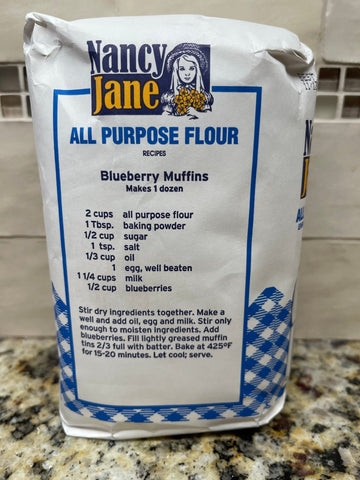 Nancy
Jane
ALL PURPOSE FLOUR
RECIPES
Blueberry Muffins
Makes 1 dozen
2 cups all purpose flour
1 Tbsp. baking powder
1/2 cup sugar
1 tsp. salt
1/3 cup oil
1 egg, well beaten
1 1/4 cups milk
1/2 cup blueberries
Stir dry ingredients together. Make a
well and add oil, egg and milk. Stir only
enough to moisten ingredients. Add
blueberries. Fill lightly greased muffin
tins 2/3 full with batter. Bake at 425ºF
for 15-20 minutes. Let cool; serve.
Nan